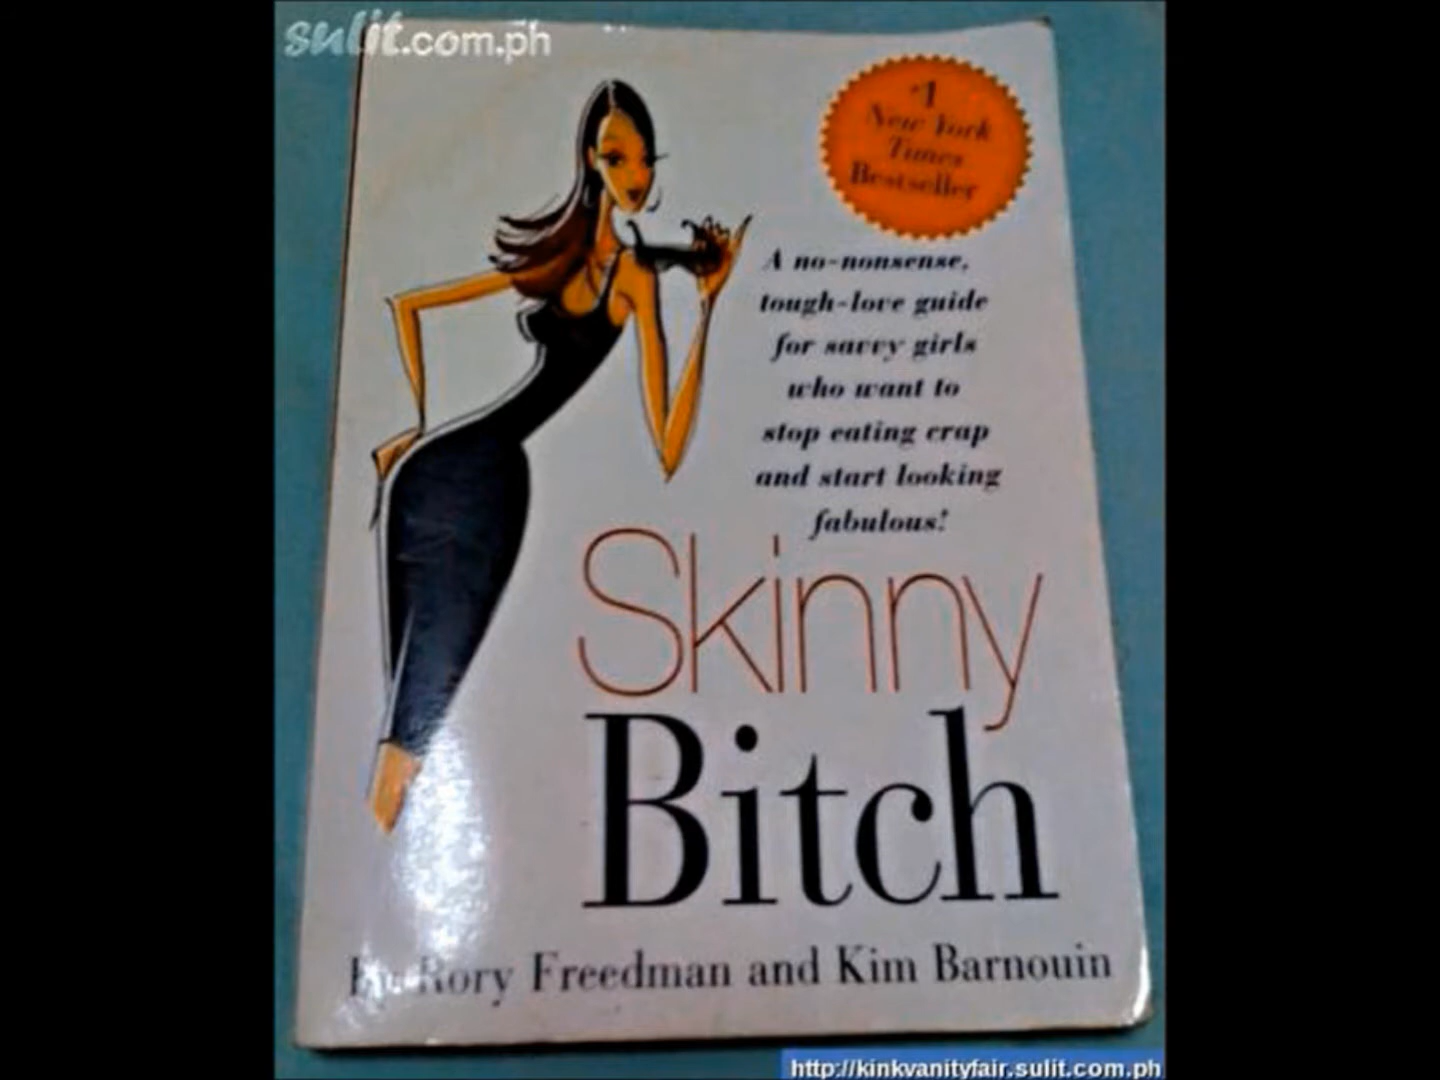 sulit.com.ph
#1
New York
Times
Bestseller
A no-nonsense,
tough-love guide
for savvy girls
who want to
stop eating crap
and start looking
fabulous!
Skinny
Bitch
by Rory Freedman and Kim Barnouin
http://kinkvanityfair.sulit.com.ph